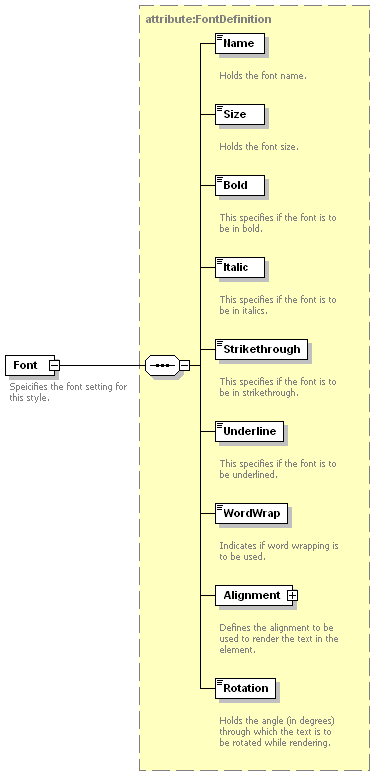 attribute:FontDefinition
Name
Holds the font name.
Size
Holds the font size.
Bold
This specifies if the font is to
be in bold.
Italic
This specifies if the font is to
be in italics.
Font
Speicifies the font setting for
this style.
Strikethrough
This specifies if the font is to
be in strikethrough.
Underline
This specifies if the font is to
be underlined.
WordWrap
Indicates if word wrapping is
to be used.
Alignment
Defines the alignment to be
used to render the text in the
element.
Rotation
Holds the angle (in degrees)
through which the text is to
be rotated while rendering.